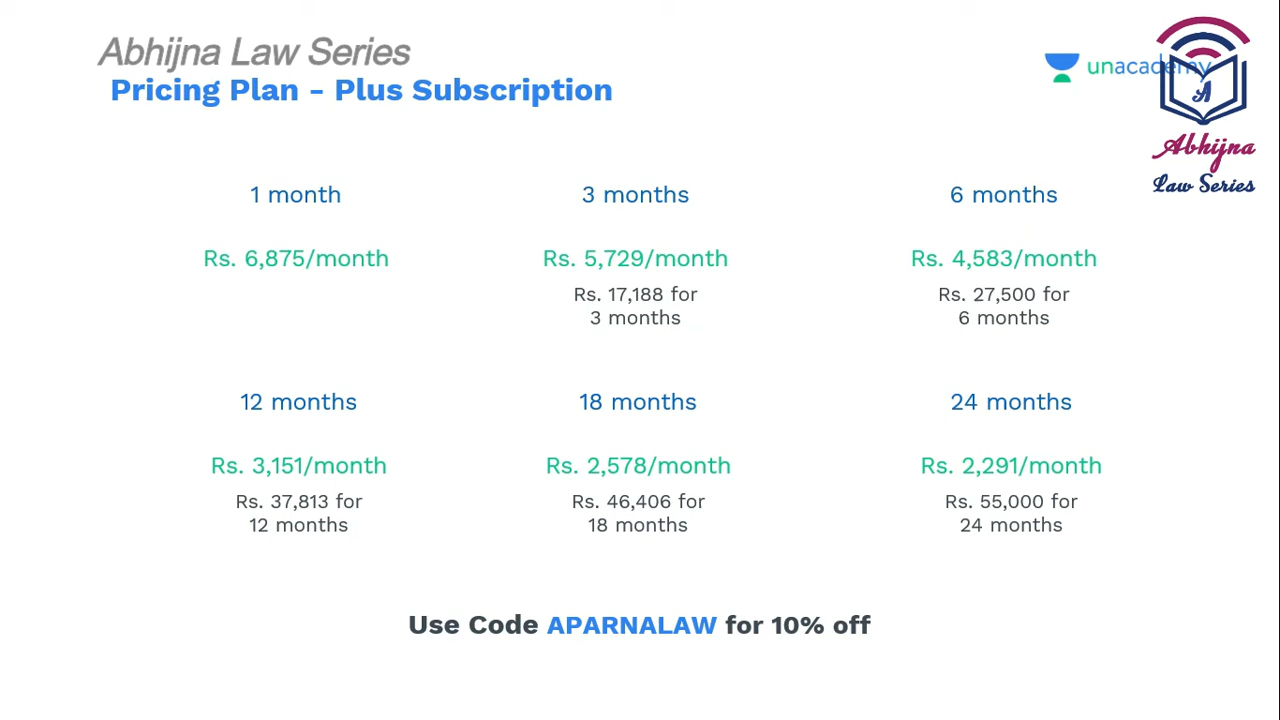 Abhijna Law Series
Pricing Plan - Plus Subscription
unacademy
A
Abhijna
Law Series
1 month
3 months
6 months
Rs. 6,875/month
Rs. 5,729/month
Rs. 4,583/month
Rs. 17,188 for
3 months
Rs. 27,500 for
6 months
12 months
18 months
24 months
Rs. 3,151/month
Rs. 2,578/month
Rs. 2,291/month
Rs. 37,813 for
12 months
Rs. 46,406 for
18 months
Rs. 55,000 for
24 months
Use Code APARNALAW for 10% off